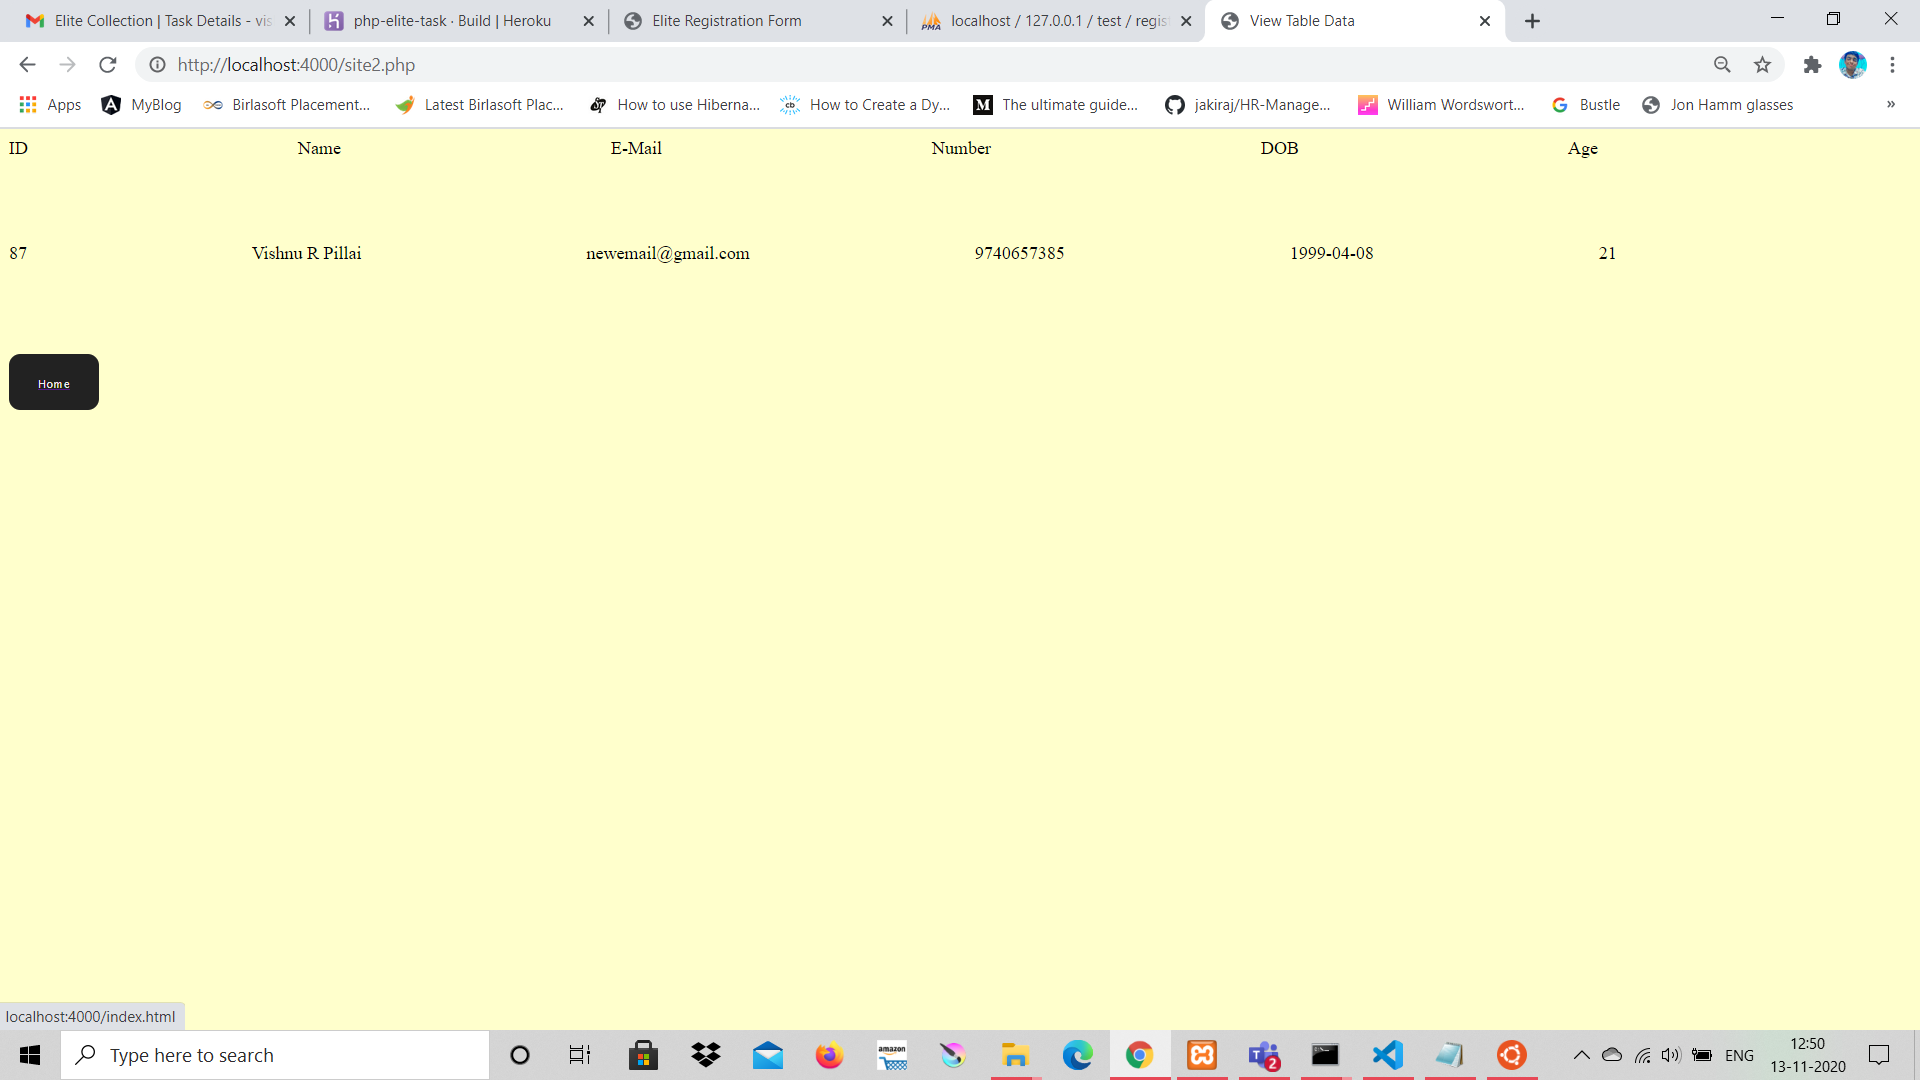 Elite Collection | Task Details - vis
php-elite-task · Build | Heroku
Elite Registration Form
PMA
localhost / 127.0.0.1 / test / regis
View Table Data
http://localhost:4000/site2.php
Apps
MyBlog
Birlasoft Placement...
Latest Birlasoft Plac...
How to use Hiberna...
cb
How to Create a Dy...
M
The ultimate guide...
jakiraj/HR-Manage...
William Wordswort...
Bustle
Jon Hamm glasses
»
ID Name E-Mail Number DOB Age
87 Vishnu R Pillai newemail@gmail.com 9740657385 1999-04-08 21
Home
localhost:4000/index.html
Type here to search
amazon
2
ENG
12:50
13-11-2020